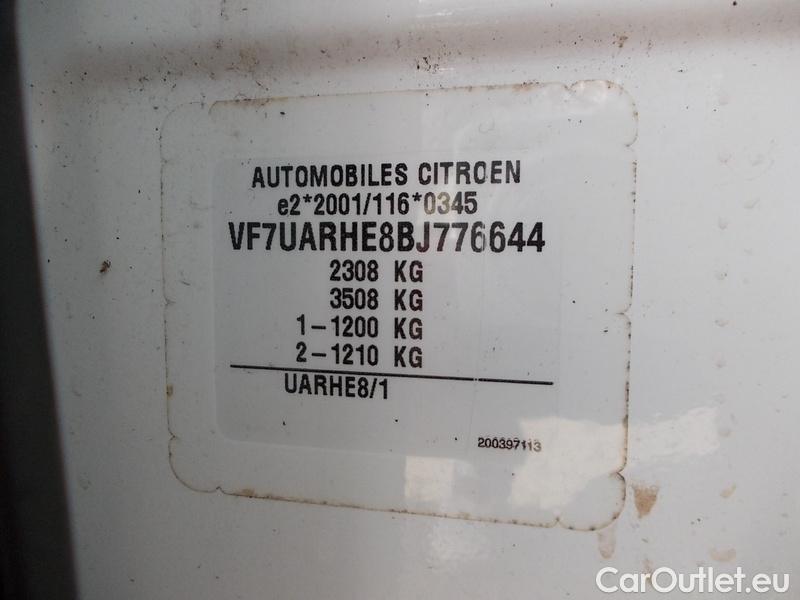 AUTOMOBILES CITROEN
e2*2001/116*0345
VF7UARHE8BJ776644
2308 KG
3508 KG
1-1200 KG
2-1210 KG
UARHE8/1
200397113
CarOutlet.eu